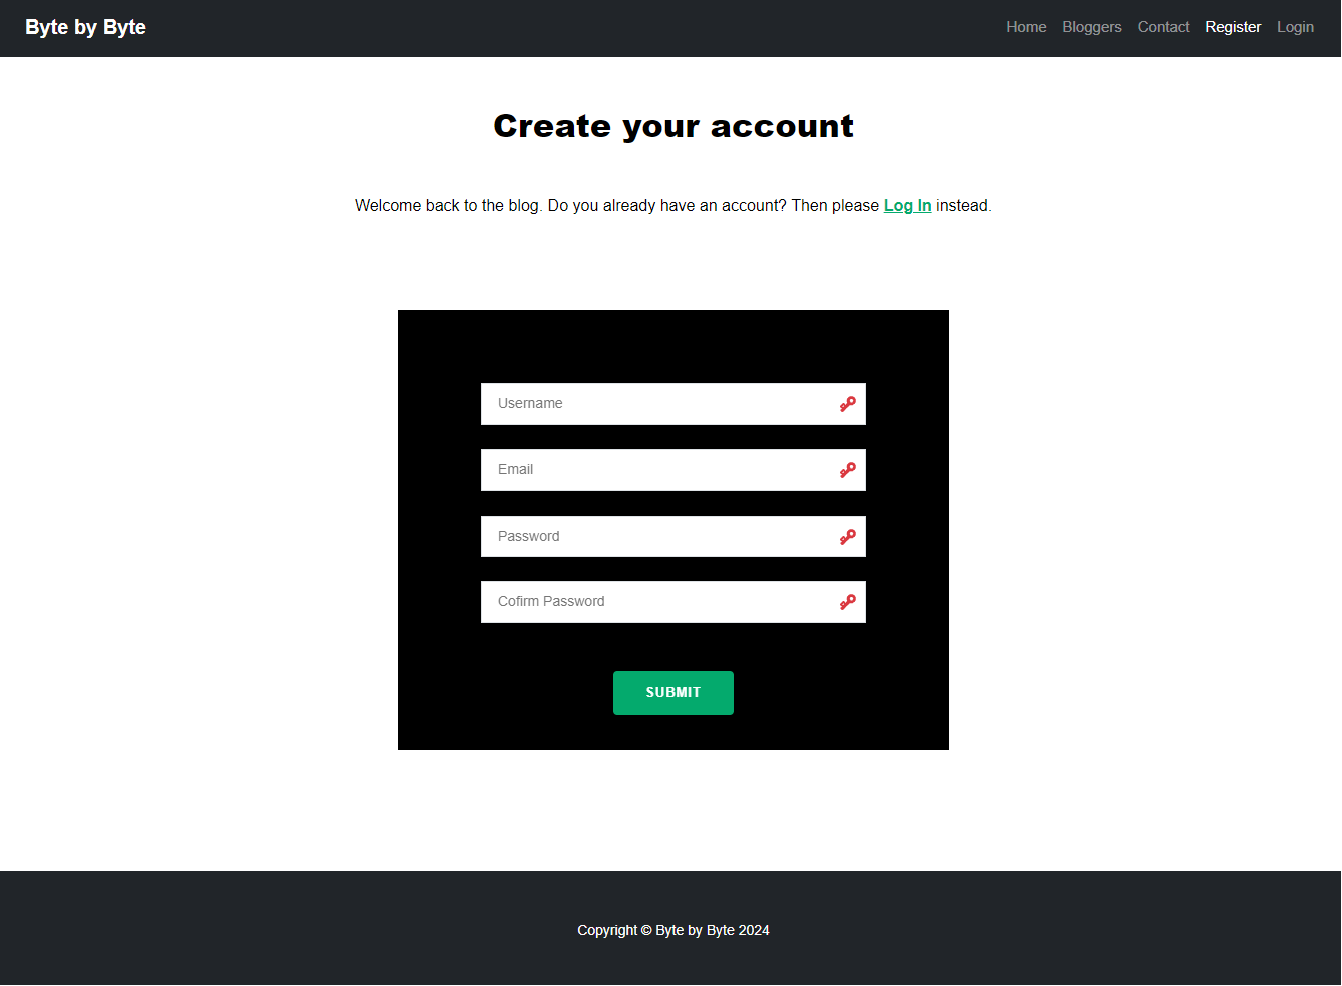 Byte by Byte
Home Bloggers Contact Register Login
Create your account
Welcome back to the blog. Do you already have an account? Then please Log In instead.
Username
Email
Password
Cofirm Password
SUBMIT
Copyright © Byte by Byte 2024